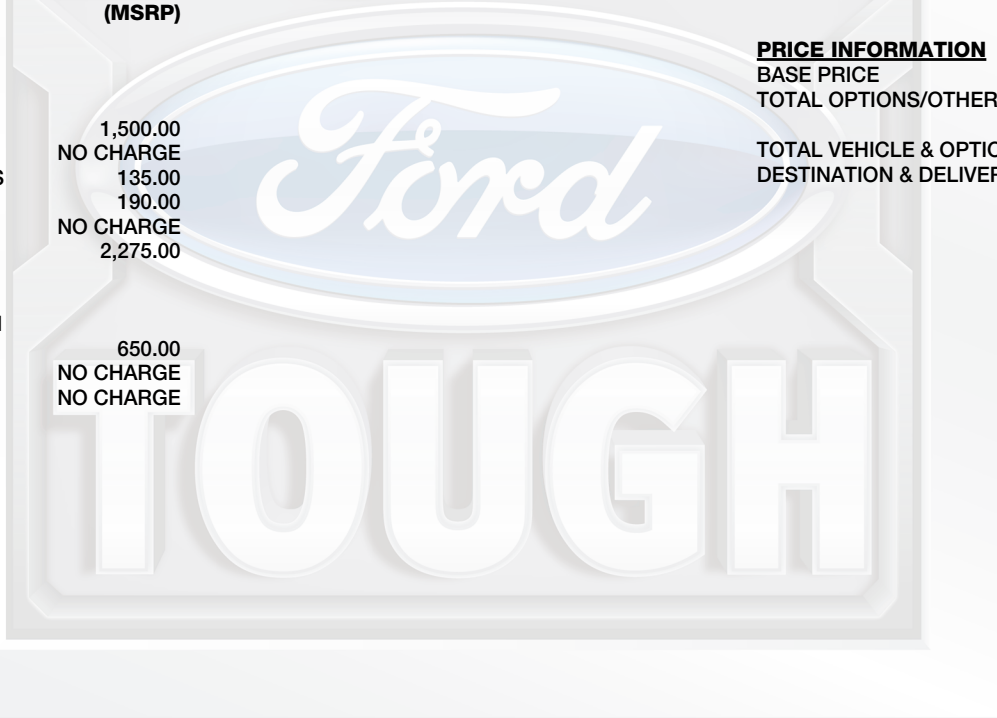 (MSRP)
1,500.00
NO CHARGE
S 135.00
190.00
NO CHARGE
2,275.00
650.00
NO CHARGE
NO CHARGE
PRICE INFORMATION
BASE PRICE
TOTAL OPTIONS/OTHER
TOTAL VEHICLE & OPTIO
DESTINATION & DELIVER
Ford
TOUGH